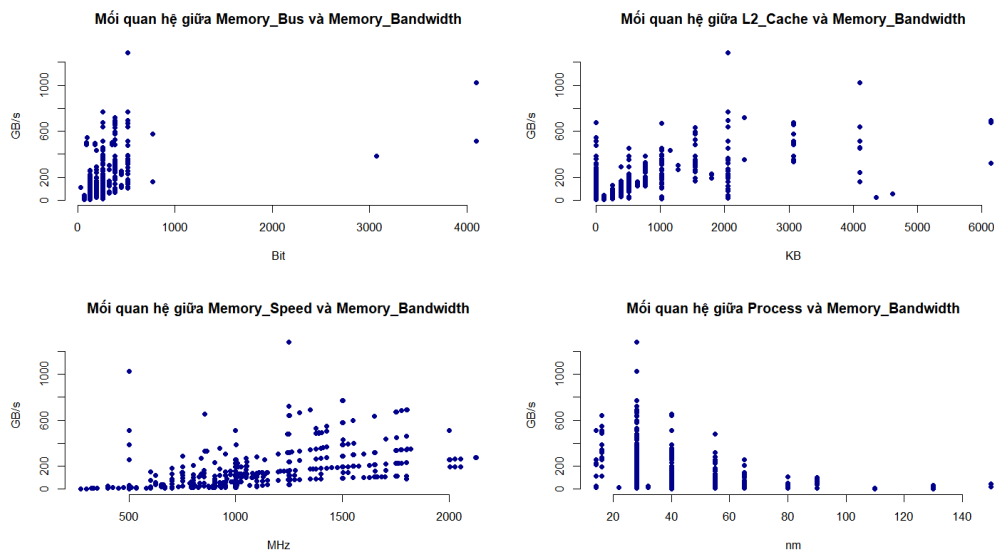 Mối quan hệ giữa Memory_Bus và Memory_Bandwidth
GB/s
0 200 600 1000
0 1000 2000 3000 4000
Bit
Mối quan hệ giữa L2_Cache và Memory_Bandwidth
GB/s
0 200 600 1000
0 1000 2000 3000 4000 5000 6000
KB
Mối quan hệ giữa Memory_Speed và Memory_Bandwidth
GB/s
0 200 600 1000
500 1000 1500 2000
MHz
Mối quan hệ giữa Process và Memory_Bandwidth
GB/s
0 200 600 1000
20 40 60 80 100 120 140
nm